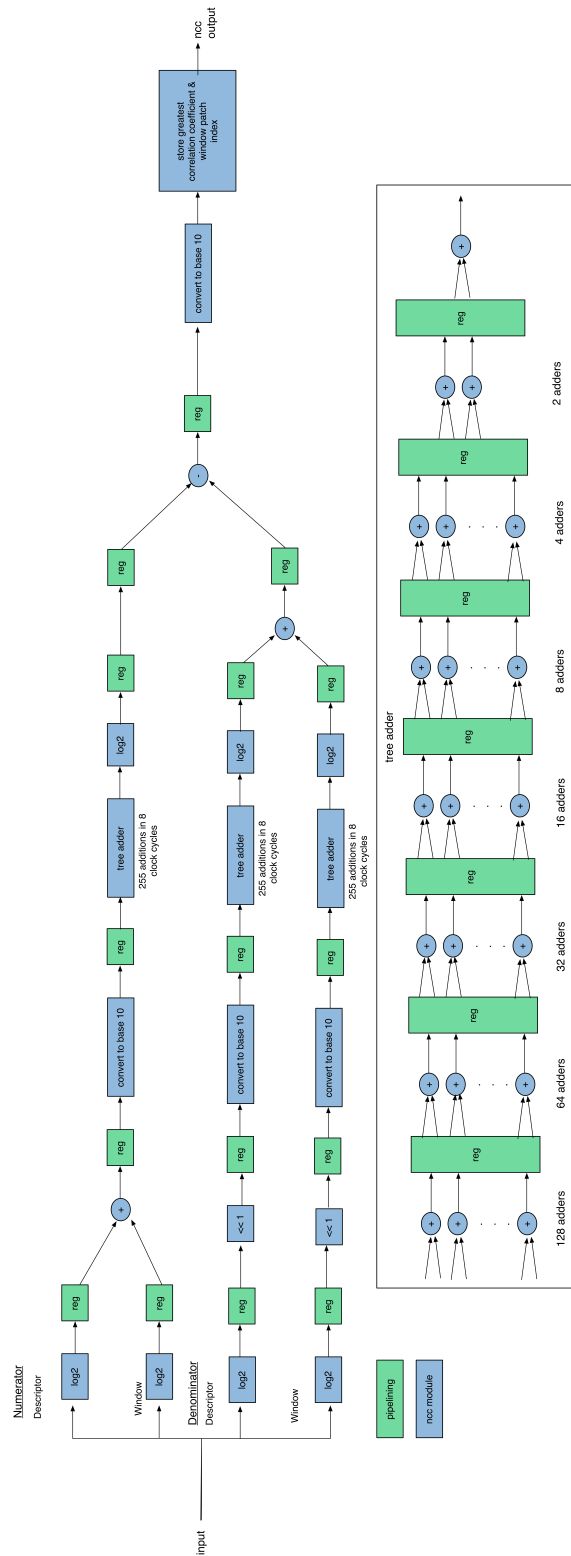 Numerator
Descriptor
log2
reg
Window
log2
reg
+
reg
convert to base 10
reg
tree adder
255 additions in 8
clock cycles
log2
reg
reg
input
Denominator
Descriptor
log2
reg
<< 1
reg
convert to base 10
reg
tree adder
255 additions in 8
clock cycles
log2
reg
Window
log2
reg
<< 1
reg
convert to base 10
reg
tree adder
255 additions in 8
clock cycles
log2
reg
+
reg
-
reg
convert to base 10
store greatest
correlation coefficient &
window patch
index
ncc
output
pipelining
ncc module
tree adder
+
+
. . .
+
128 adders
reg
+
+
. . .
+
64 adders
reg
+
+
. . .
+
32 adders
reg
+
+
. . .
+
16 adders
reg
+
+
. . .
+
8 adders
reg
+
+
. . .
+
4 adders
reg
+
+
2 adders
reg
+